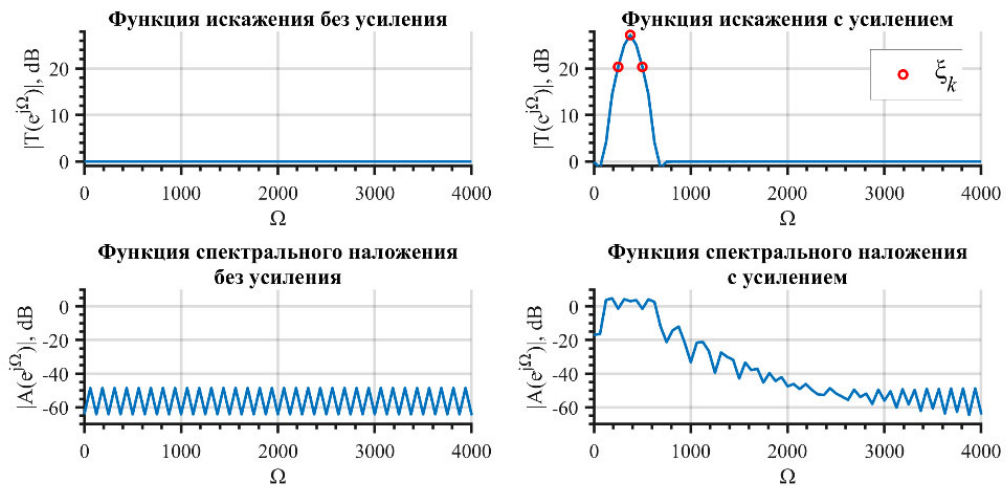 Функция искажения без усиления
|T(e^{jΩ})|, dB
20
10
0
0 1000 2000 3000 4000
Ω
Функция искажения с усилением
|T(e^{jΩ})|, dB
20
10
0
ξ_k
0 1000 2000 3000 4000
Ω
Функция спектрального наложения
без усиления
|A(e^{jΩ})|, dB
0
-20
-40
-60
0 1000 2000 3000 4000
Ω
Функция спектрального наложения
с усилением
|A(e^{jΩ})|, dB
0
-20
-40
-60
0 1000 2000 3000 4000
Ω